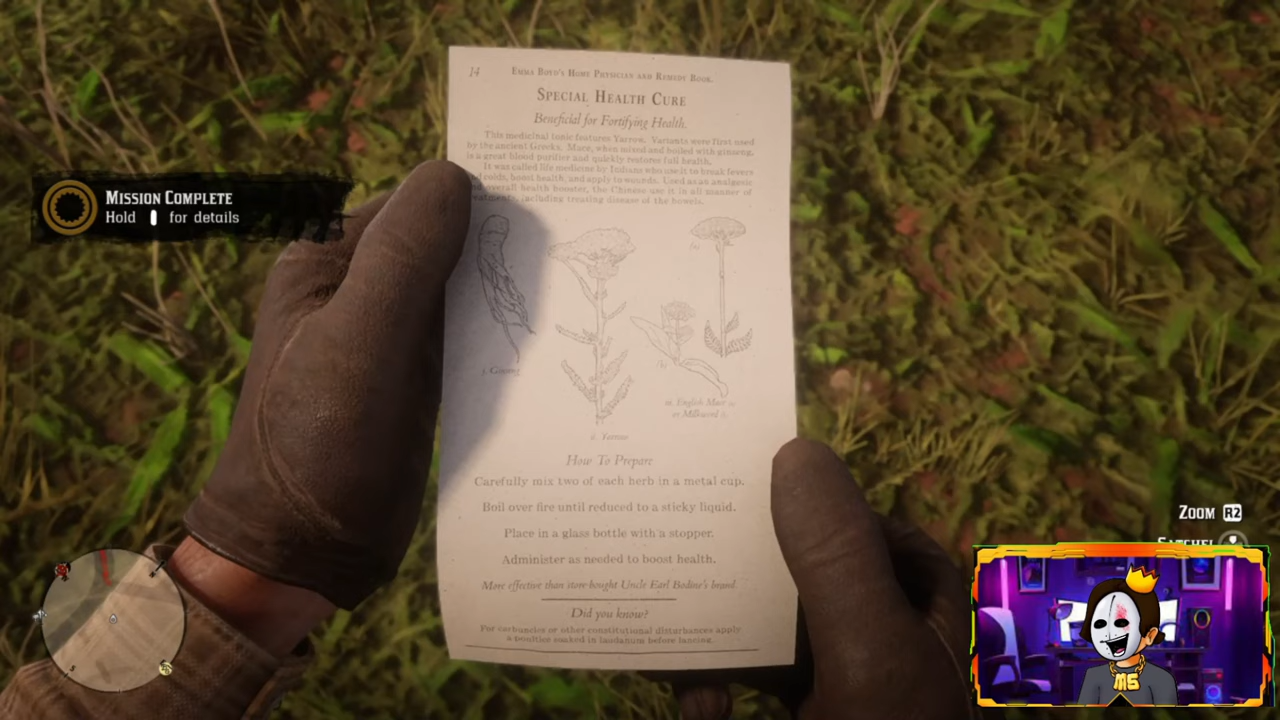 14 Emma Boyd's Home Physician and Remedy Book.
Special Health Cure
Beneficial for Fortifying Health.
This medicinal tonic features Yarrow. Variants were first used
by the ancient Greeks. Mace, when mixed and boiled with ginseng,
is a great blood purifier and quickly restores full health.
It was called life medicine by Indians who use it to break fevers
colds, boost health, and apply to wounds. Used as an analgesic
overall health booster, the Chinese use it in all manner of
including treating disease of the bowels.
Mission Complete
Hold for details
i. Ginseng
(a)
(b)
iii. English Mace (a)
or Milkweed (b)
ii. Yarrow
How To Prepare
Carefully mix two of each herb in a metal cup.
Boil over fire until reduced to a sticky liquid.
Place in a glass bottle with a stopper.
Administer as needed to boost health.
More effective than store bought Uncle Earl Bodine's brand.
Did you know?
For carbuncles or other constitutional disturbances apply
a poultice soaked in laudanum before lancing.
Zoom R2
Satchel
MS